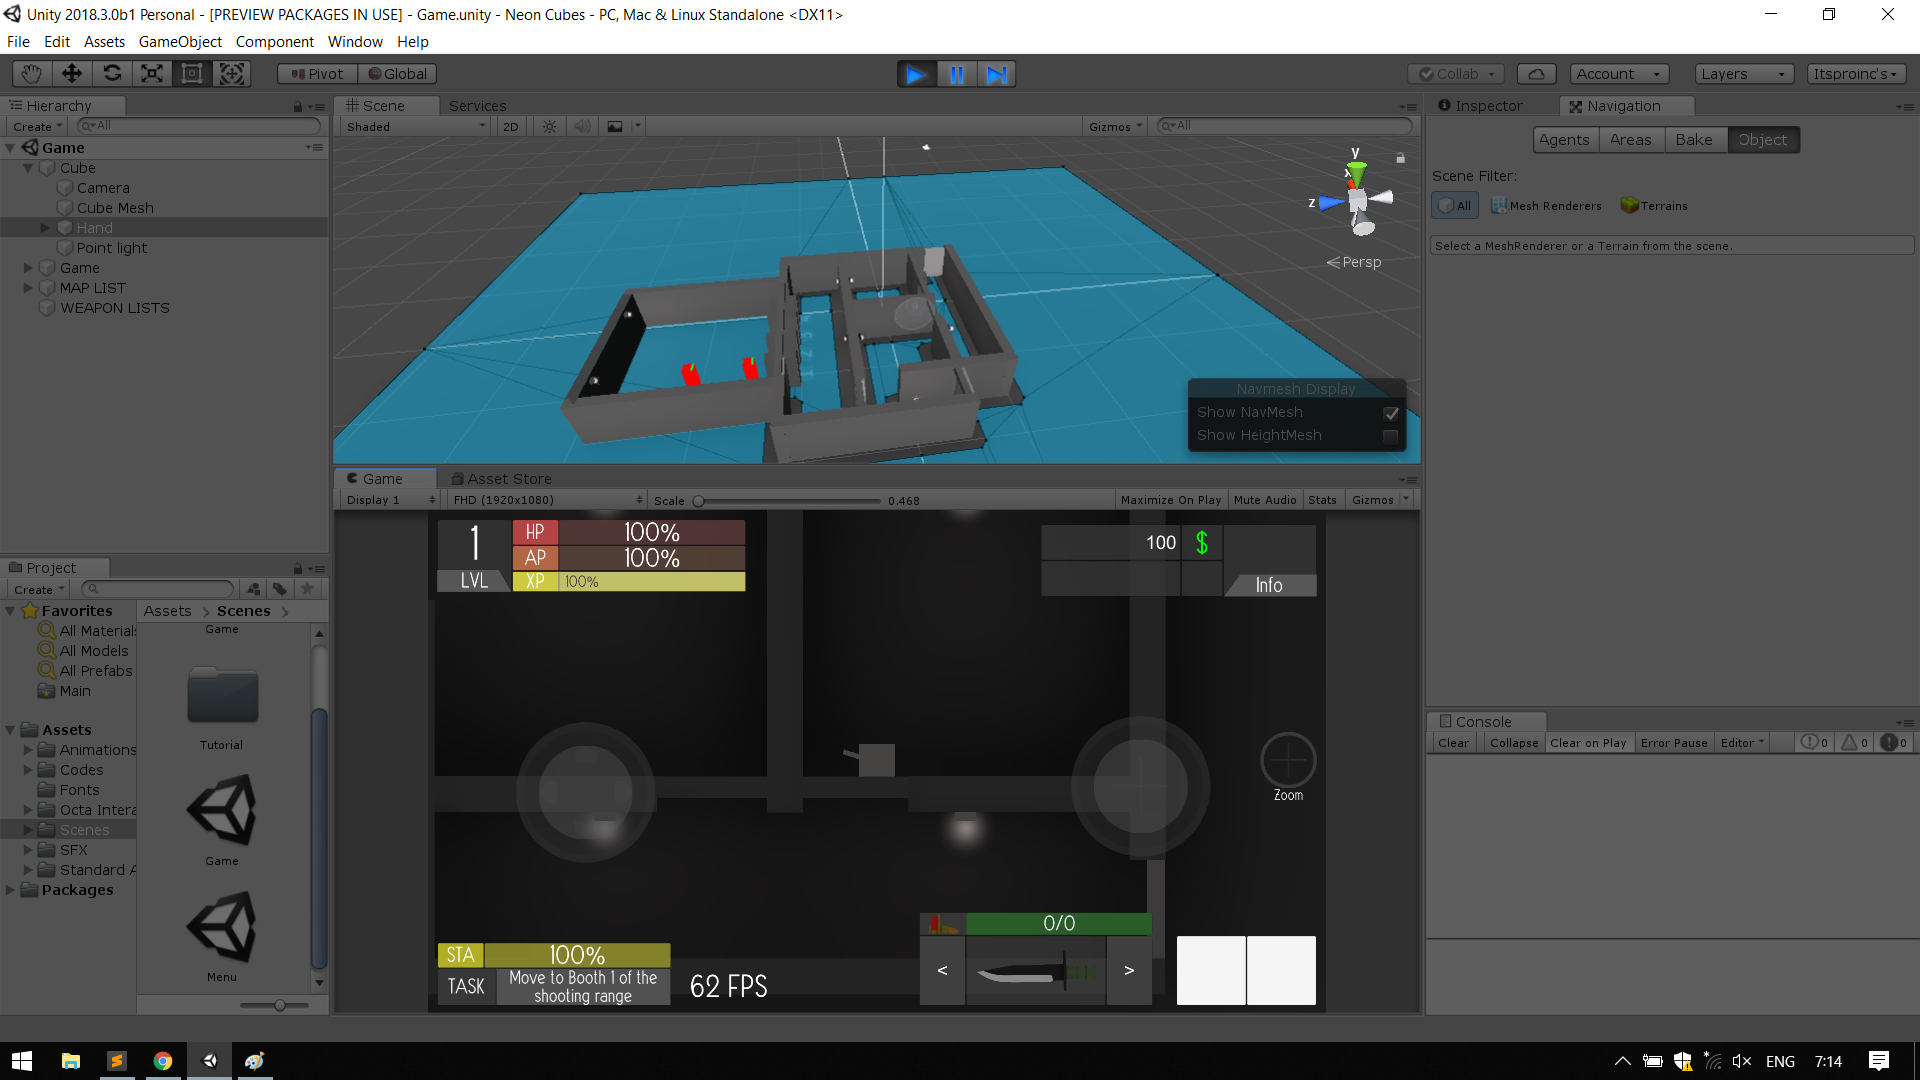 Unity 2018.3.0b1 Personal - [PREVIEW PACKAGES IN USE] - Game.unity - Neon Cubes - PC, Mac & Linux Standalone <DX11>
File Edit Assets GameObject Component Window Help
Pivot Global Collab Account Layers Itsproinc's
Hierarchy
Create All
Game
Cube
Camera
Cube Mesh
Hand
Point light
Game
MAP LIST
WEAPON LISTS
Scene Services
Shaded 2D Gizmos All
y
x
z
Persp
Navmesh Display
Show NavMesh
Show HeightMesh
Inspector Navigation
Agents Areas Bake Object
Scene Filter:
All Mesh Renderers Terrains
Select a MeshRenderer or a Terrain from the scene.
Game Asset Store
Display 1 FHD (1920x1080) Scale 0.468 Maximize On Play Mute Audio Stats Gizmos
1
LVL
HP 100%
AP 100%
XP 100%
100 $
Info
Zoom
STA 100%
TASK Move to Booth 1 of the
shooting range
62 FPS
0/0
< >
Project
Create
Favorites
All Materials
All Models
All Prefabs
Main
Assets
Animations
Codes
Fonts
Octa Intera
Scenes
SFX
Standard A
Packages
Assets > Scenes >
Game
Tutorial
Game
Menu
Console
Clear Collapse Clear on Play Error Pause Editor 0 0 0
ENG 7:14